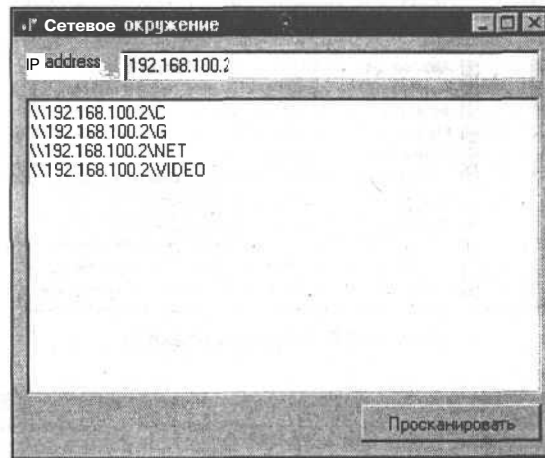 Сетевое окружение
IP address 192.168.100.2
\\192.168.100.2\C
\\192.168.100.2\G
\\192.168.100.2\NET
\\192.168.100.2\VIDEO
Просканировать